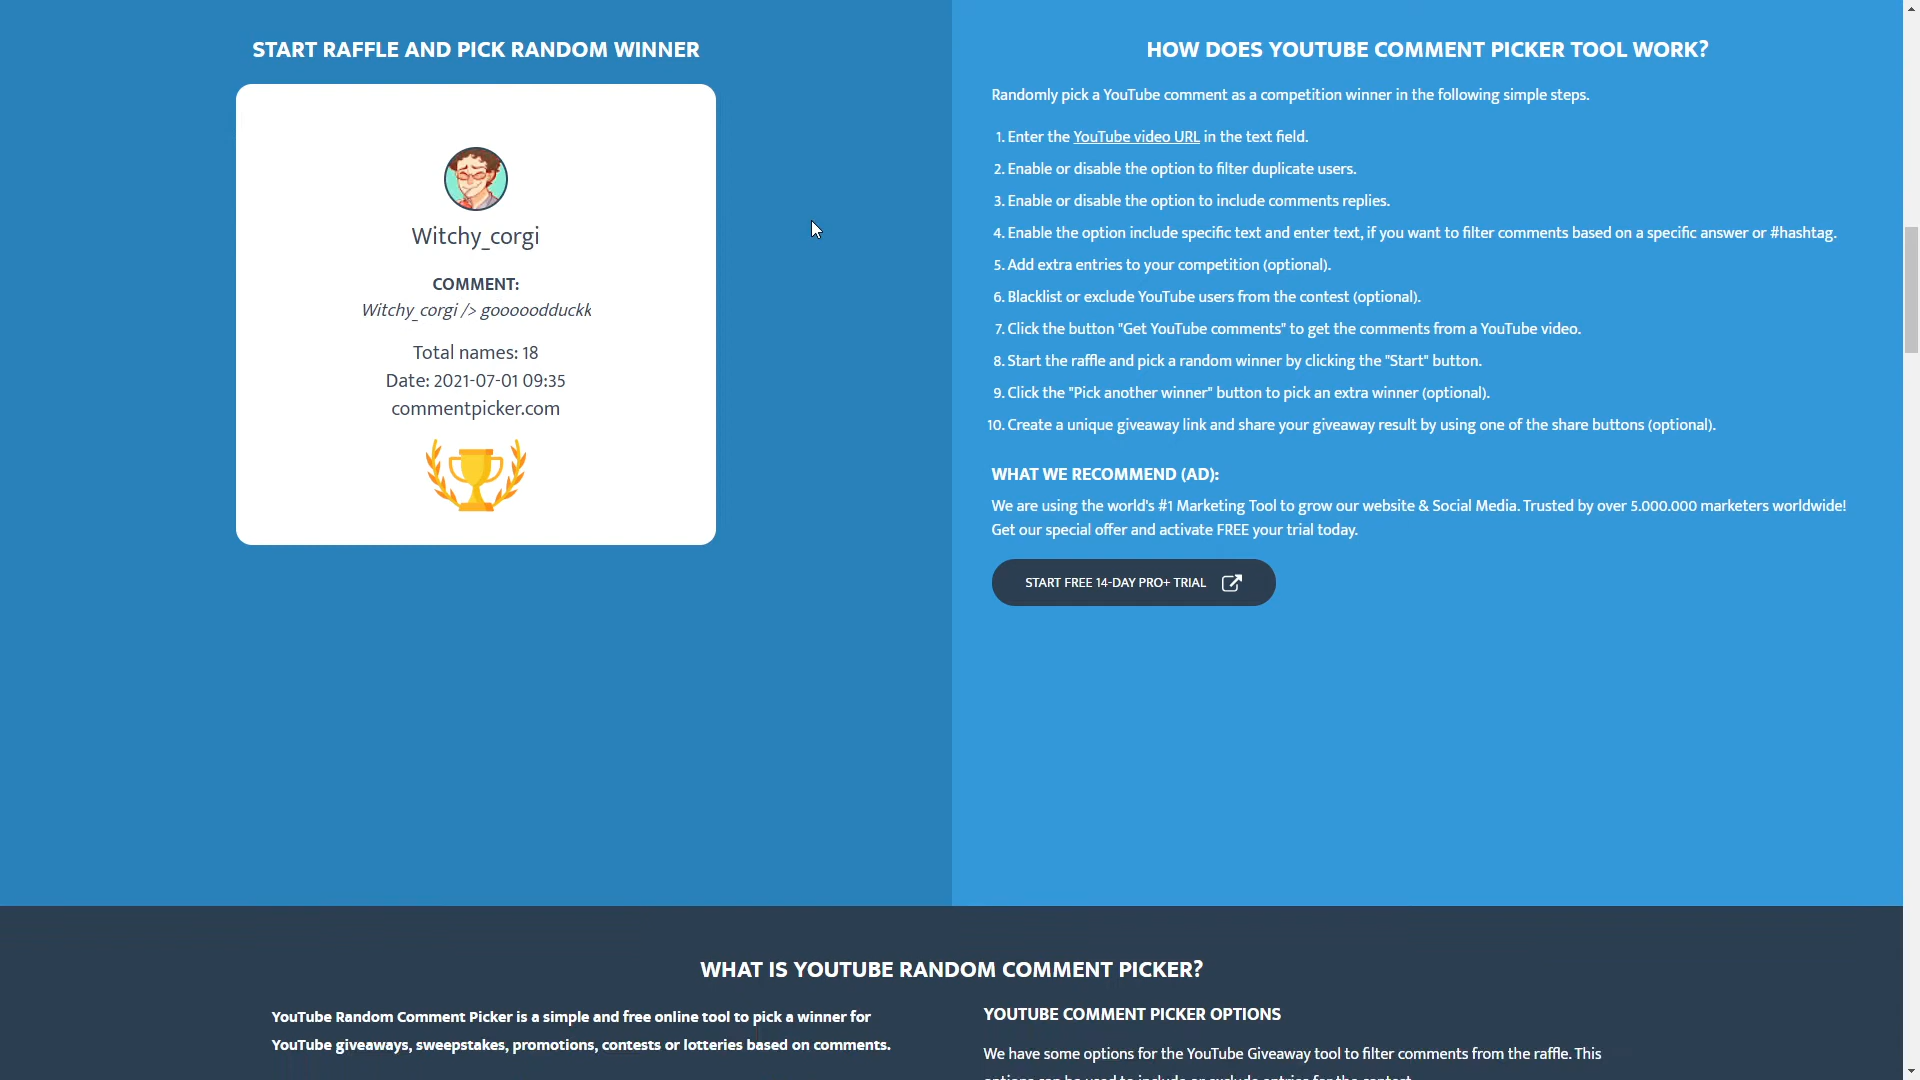 START RAFFLE AND PICK RANDOM WINNER
Witchy_corgi
COMMENT:
Witchy_corgi /> goooooddduckk
Total names: 18
Date: 2021-07-01 09:35
commentpicker.com
HOW DOES YOUTUBE COMMENT PICKER TOOL WORK?
Randomly pick a YouTube comment as a competition winner in the following simple steps.
1. Enter the YouTube video URL in the text field.
2. Enable or disable the option to filter duplicate users.
3. Enable or disable the option to include comments replies.
4. Enable the option include specific text and enter text, if you want to filter comments based on a specific answer or #hashtag.
5. Add extra entries to your competition (optional).
6. Blacklist or exclude YouTube users from the contest (optional).
7. Click the button "Get YouTube comments" to get the comments from a YouTube video.
8. Start the raffle and pick a random winner by clicking the "Start" button.
9. Click the "Pick another winner" button to pick an extra winner (optional).
10. Create a unique giveaway link and share your giveaway result by using one of the share buttons (optional).
WHAT WE RECOMMEND (AD):
We are using the world's #1 Marketing Tool to grow our website & Social Media. Trusted by over 5.000.000 marketers worldwide!
Get our special offer and activate FREE your trial today.
START FREE 14-DAY PRO+ TRIAL
WHAT IS YOUTUBE RANDOM COMMENT PICKER?
YouTube Random Comment Picker is a simple and free online tool to pick a winner for
YouTube giveaways, sweepstakes, promotions, contests or lotteries based on comments.
YOUTUBE COMMENT PICKER OPTIONS
We have some options for the YouTube Giveaway tool to filter comments from the raffle. This